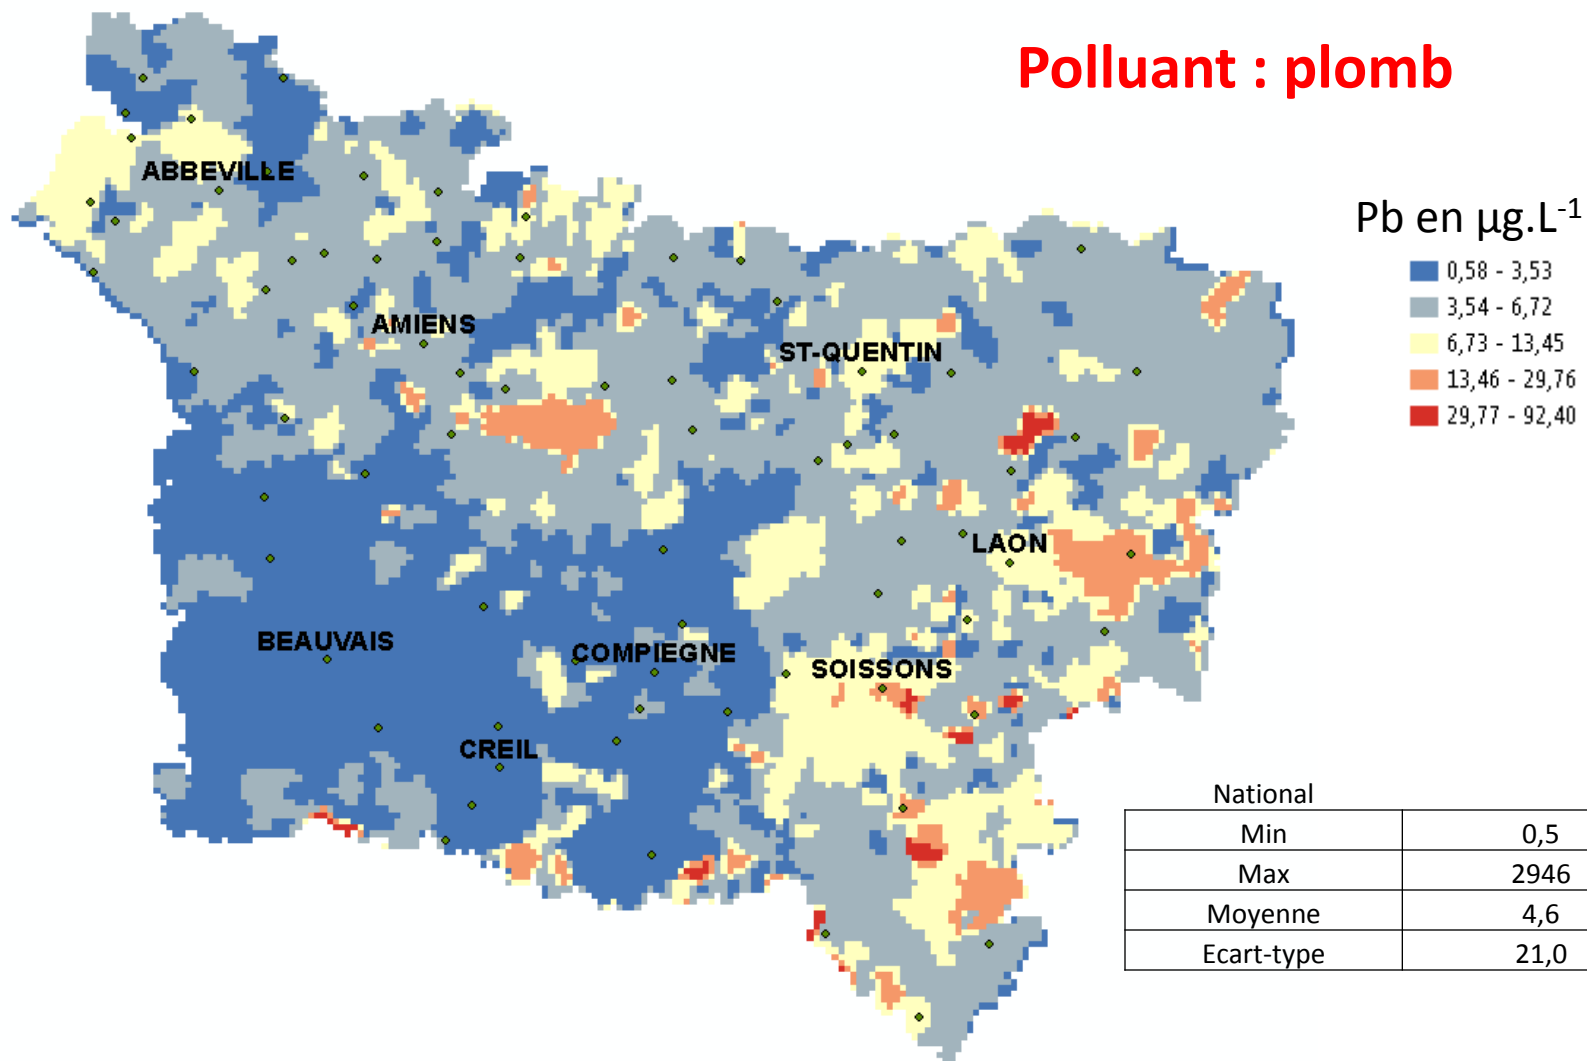 Polluant : plomb
ABBEVILLE
Pb en µg.L-1
0,58 - 3,53
3,54 - 6,72
6,73 - 13,45
13,46 - 29,76
29,77 - 92,40
AMIENS
ST-QUENTIN
LAON
BEAUVAIS
COMPIEGNE
SOISSONS
CREIL
National
Min 0,5
Max 2946
Moyenne 4,6
Ecart-type 21,0